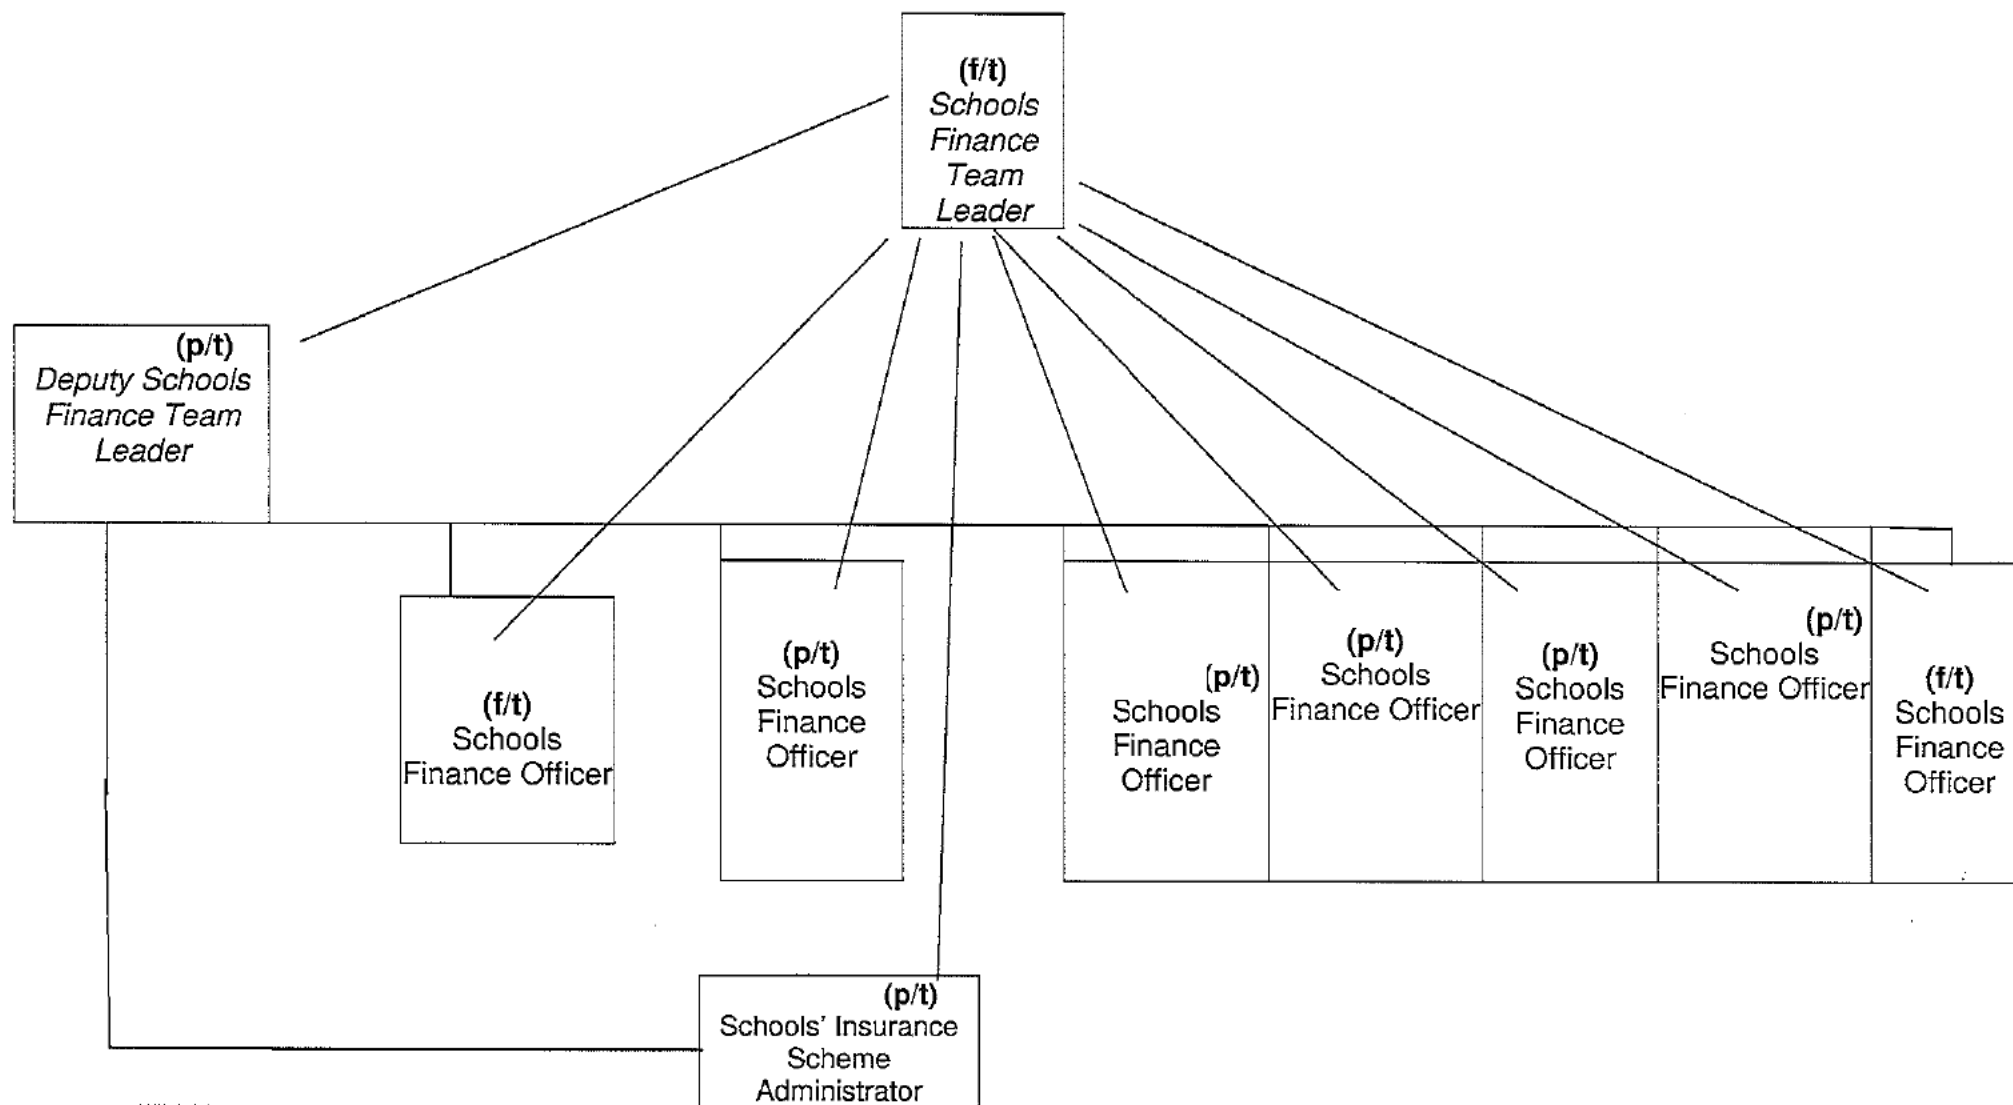 (f/t)
Schools
Finance
Team
Leader
(p/t)
Deputy Schools
Finance Team
Leader
(f/t)
Schools
Finance Officer
(p/t)
Schools
Finance
Officer
(p/t)
Schools
Finance
Officer
(p/t)
Schools
Finance Officer
(p/t)
Schools
Finance
Officer
(p/t)
Schools
Finance Officer
(f/t)
Schools
Finance
Officer
(p/t)
Schools' Insurance
Scheme
Administrator